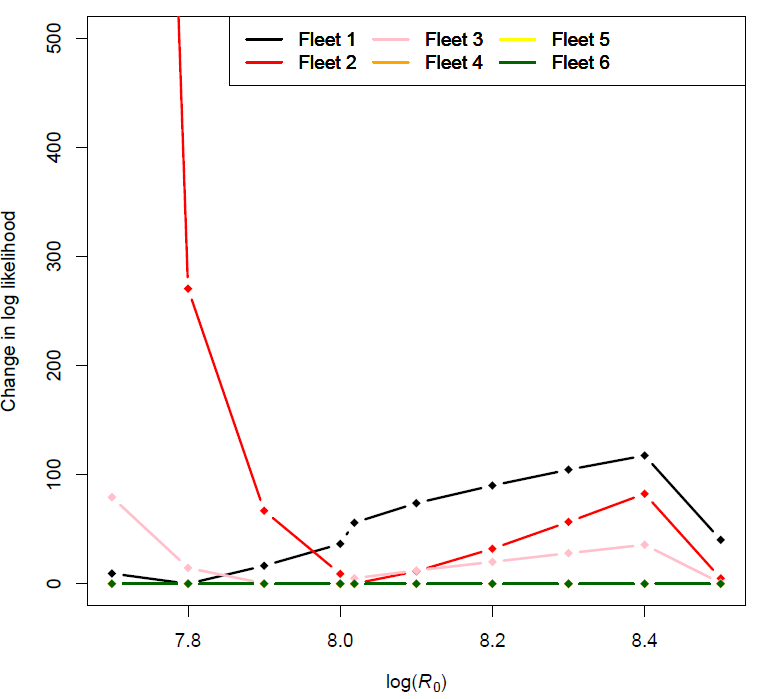 500
400
300
200
100
0
Change in log likelihood
Fleet 1 Fleet 3 Fleet 5
Fleet 2 Fleet 4 Fleet 6
7.8 8.0 8.2 8.4
log(R0)